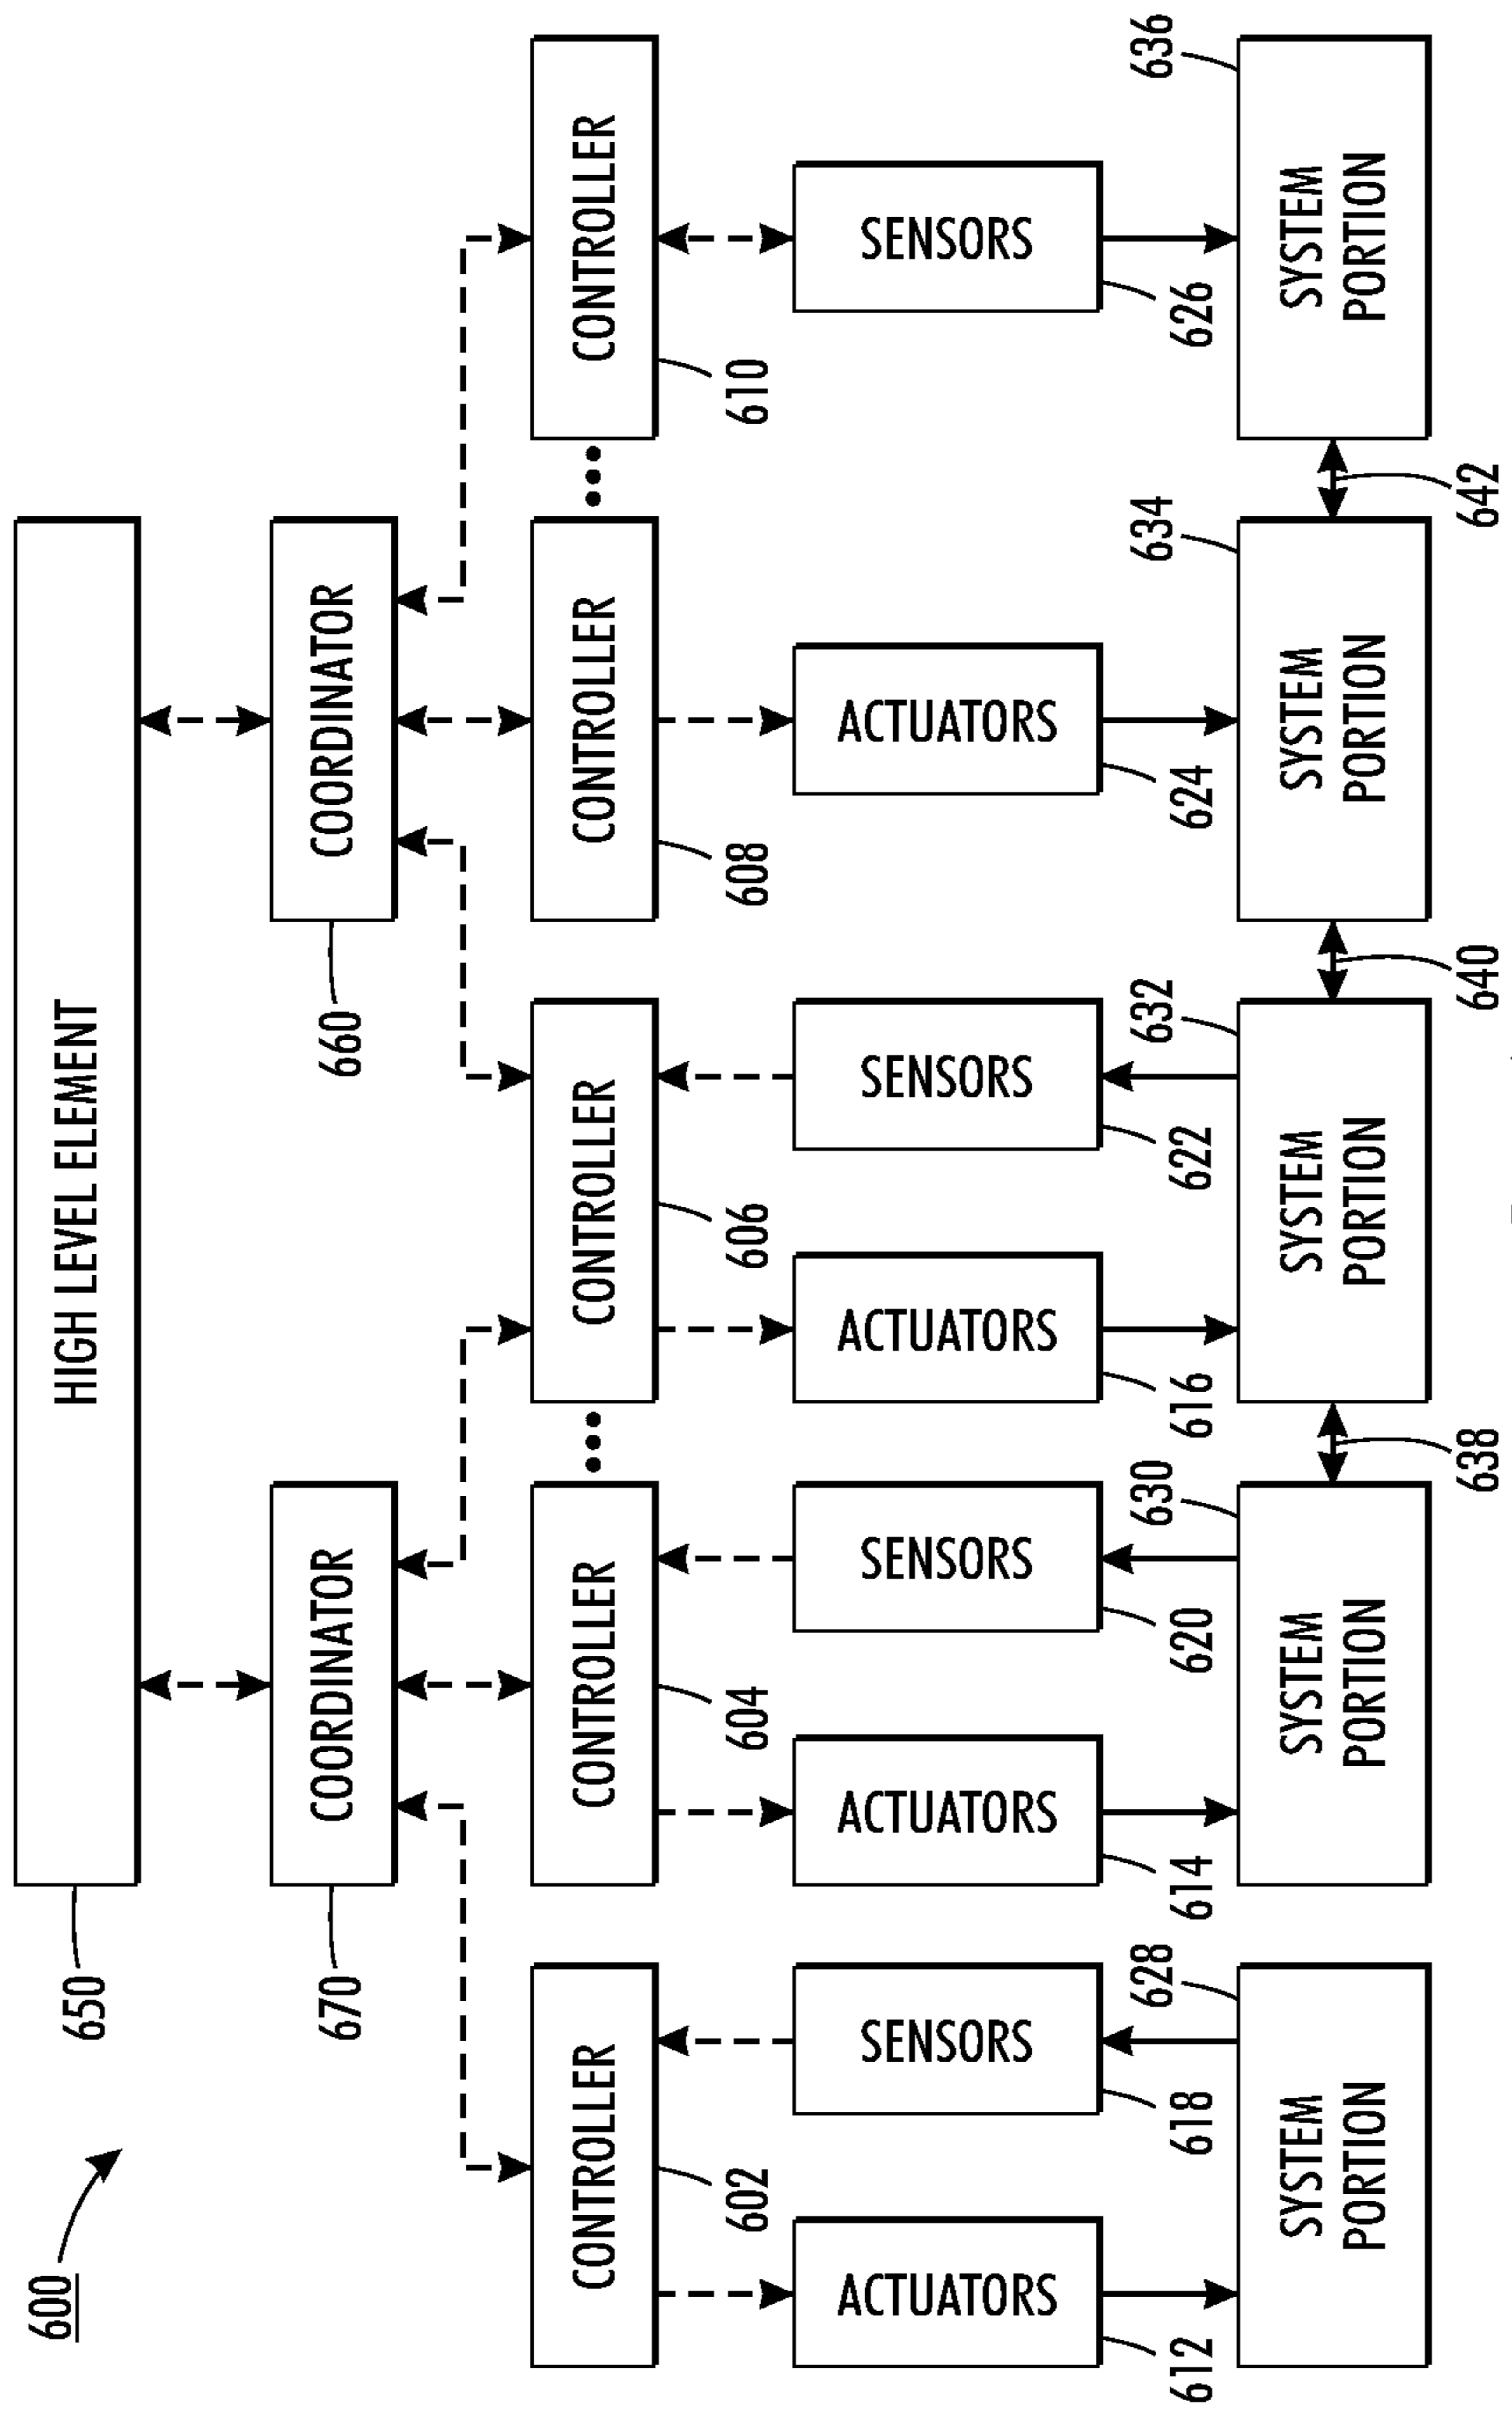 600
650
HIGH LEVEL ELEMENT
670
COORDINATOR
660
COORDINATOR
CONTROLLER
CONTROLLER
CONTROLLER
CONTROLLER
CONTROLLER
602
604
606
608
610
ACTUATORS
SENSORS
ACTUATORS
SENSORS
ACTUATORS
SENSORS
ACTUATORS
SENSORS
612
618
628
614
620
630
616
622
632
624
634
626
636
SYSTEM
PORTION
SYSTEM
PORTION
SYSTEM
PORTION
SYSTEM
PORTION
SYSTEM
PORTION
638
640
642